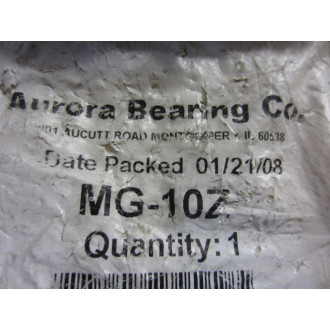 Aurora Bearing Co.
AUCUTT ROAD MONTGOMERY IL 60538
Date Packed 01/21/08
MG-10Z
Quantity: 1